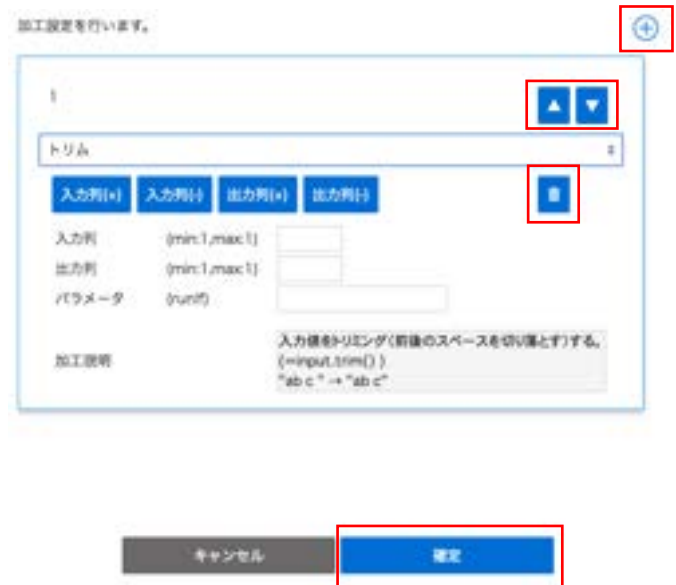 加工設定を行います。
1
トリム
入力列(+) 入力列(-) 出力列(+) 出力列(-)
入力列 (min:1,max:1)
出力列 (min:1,max:1)
パラメータ (runIf)
入力値をトリミング(前後のスペースを切り落とす)する。
加工説明 (=input.trim() )
"ab c " → "ab c"
キャンセル 確定